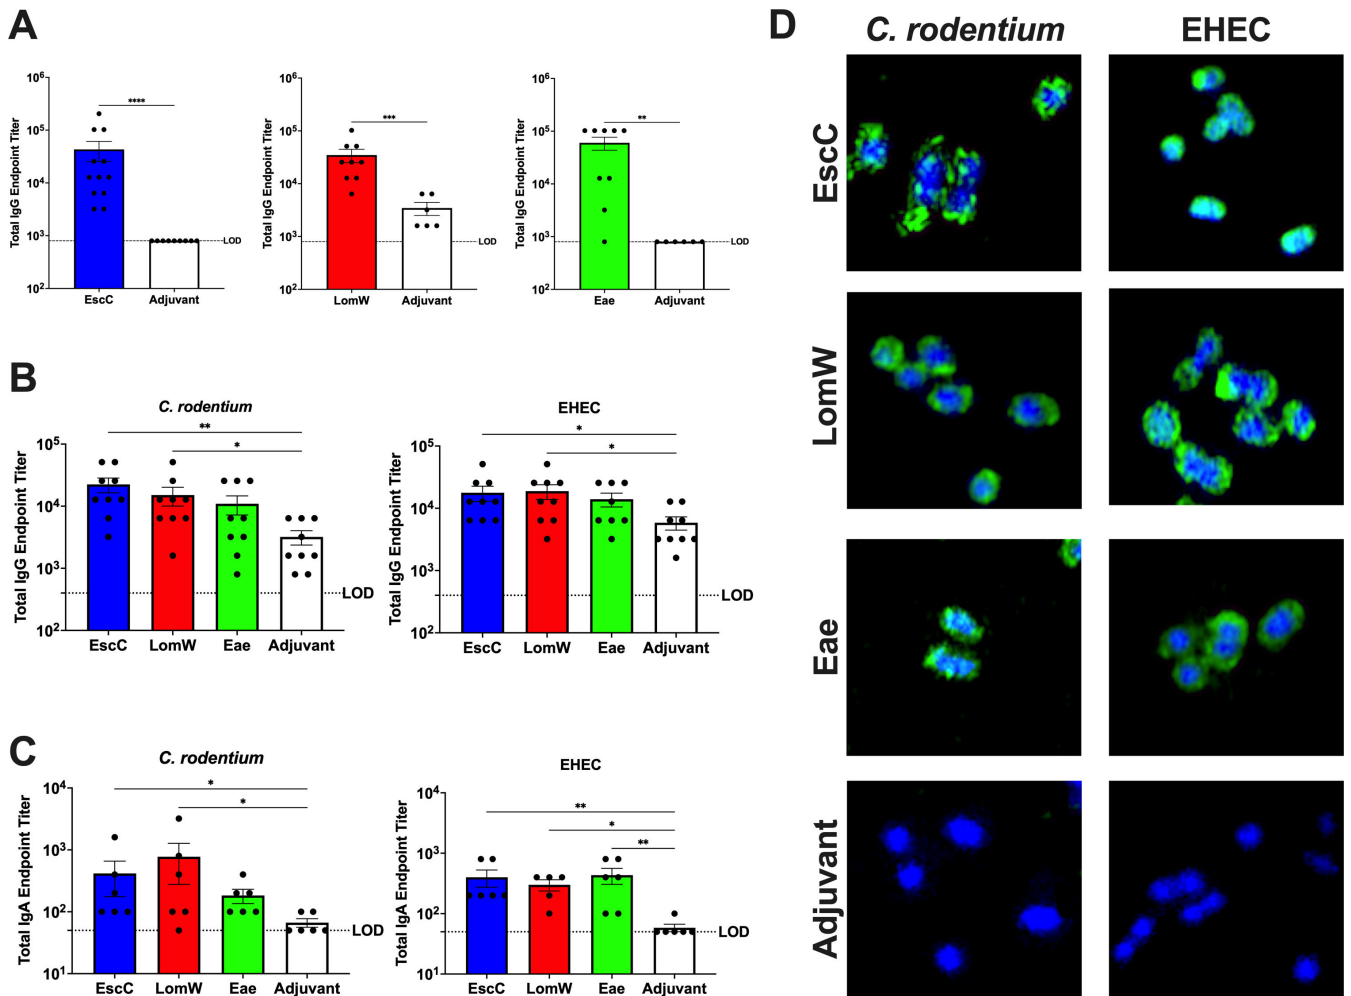 A
10⁶
10⁵
10⁴
10³
10²
Total IgG Endpoint Titer
****
LOD
EscC Adjuvant
10⁶
10⁵
10⁴
10³
10²
Total IgG Endpoint Titer
***
LOD
LomW Adjuvant
10⁶
10⁵
10⁴
10³
10²
Total IgG Endpoint Titer
**
LOD
Eae Adjuvant
B
C. rodentium
**
*
10⁵
10⁴
10³
10²
Total IgG Endpoint Titer
LOD
EscC LomW Eae Adjuvant
EHEC
*
*
10⁵
10⁴
10³
10²
Total IgG Endpoint Titer
LOD
EscC LomW Eae Adjuvant
C
C. rodentium
*
*
10⁴
10³
10²
10¹
Total IgA Endpoint Titer
LOD
EscC LomW Eae Adjuvant
EHEC
**
*
**
10⁴
10³
10²
10¹
Total IgA Endpoint Titer
LOD
EscC LomW Eae Adjuvant
D
C. rodentium EHEC
EscC
LomW
Eae
Adjuvant